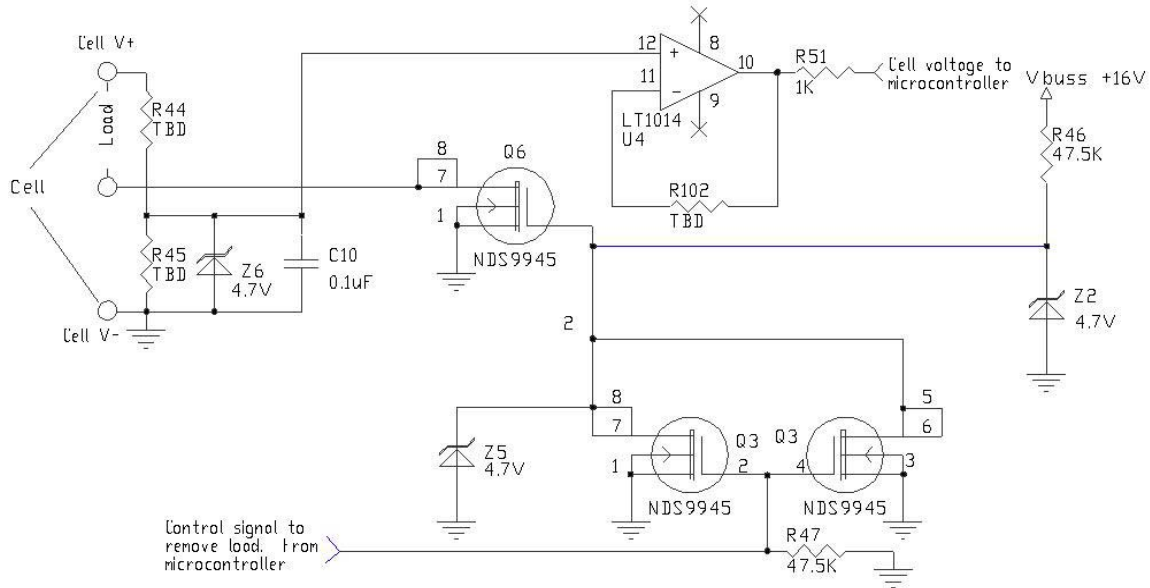 Cell V+
Load
Cell
R44
TBD
R45
TBD
Z6
4.7V
C10
0.1uF
Cell V-
12
11
+
-
8
10
9
LT1014
U4
R51
1K
Cell voltage to
microcontroller
R102
TBD
Vbuss +16V
R46
47.5K
8
7
1
Q6
NDS9945
2
Z2
4.7V
Z5
4.7V
8
7
1
Q3
2
NDS9945
Q3
4
5
6
3
NDS9945
Control signal to
remove load. From
microcontroller
R47
47.5K